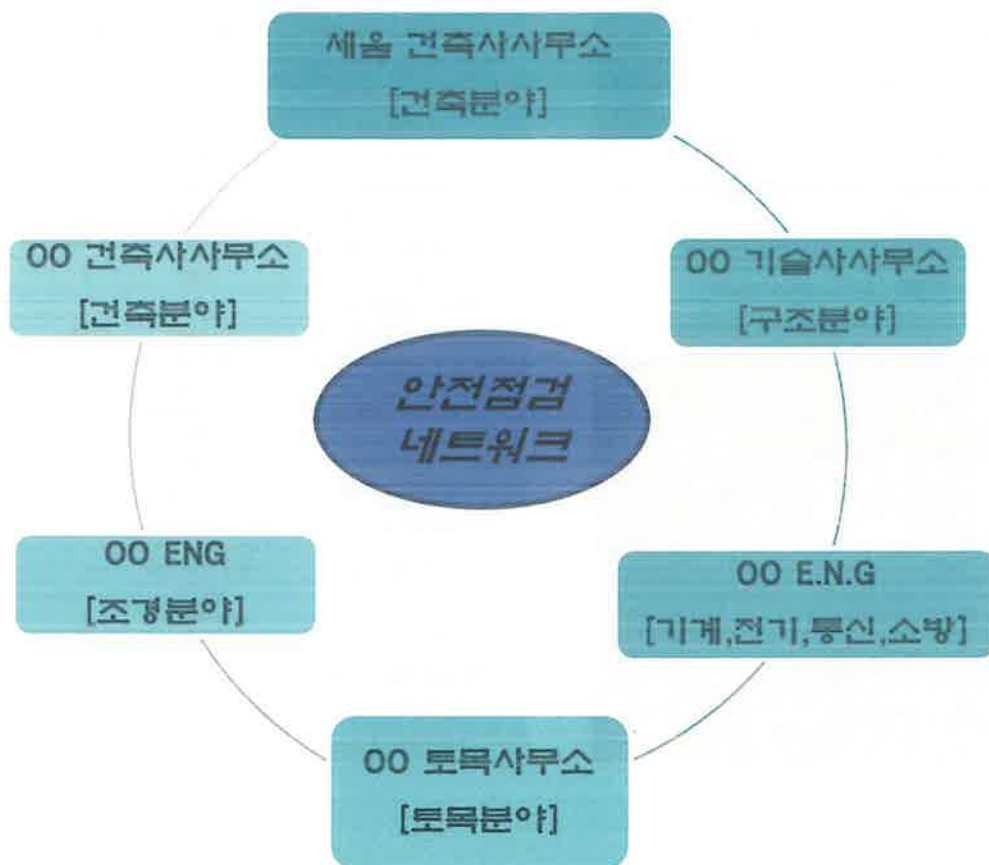 세움 건축사사무소
[건축분야]
OO 건축사사무소
[건축분야]
OO 기술사사무소
[구조분야]
안전점검
네트워크
OO ENG
[조경분야]
OO E.N.G
[기계,전기,통신,소방]
OO 토목사무소
[토목분야]